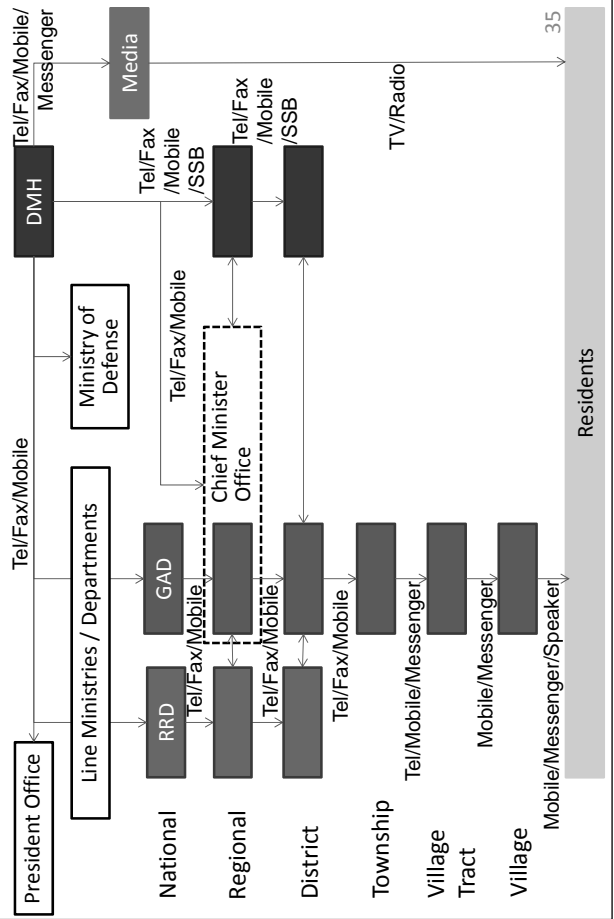 Tel/Fax/Mobile/
Messenger
DMH
Media
Tel/Fax/Mobile
President Office
Line Ministries / Departments
Ministry of
Defense
National
RRD
GAD
Tel/Fax/Mobile
Tel/Fax
/Mobile
/SSB
Tel/Fax/Mobile
Regional
Chief Minister
Office
Tel/Fax/Mobile
Tel/Fax
/Mobile
/SSB
District
Tel/Fax/Mobile
TV/Radio
Township
Tel/Mobile/Messenger
Village
Tract
Mobile/Messenger
Village
Mobile/Messenger/Speaker
Residents
35